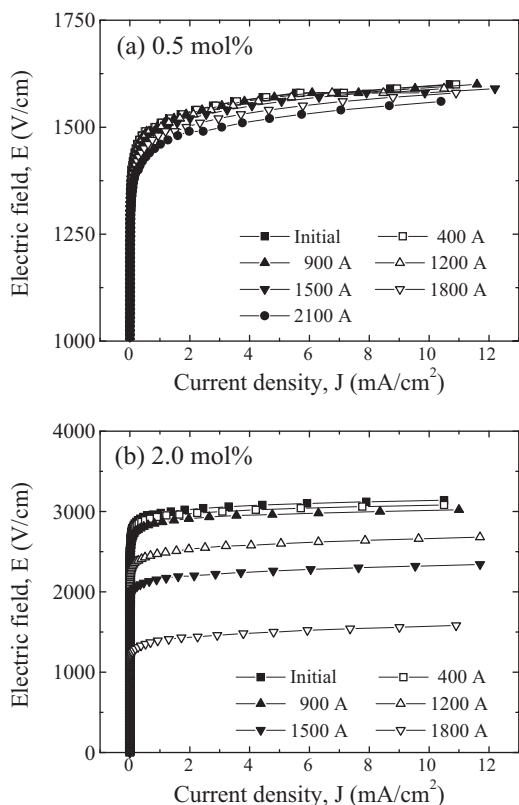 (a) 0.5 mol%
Electric field, E (V/cm)
1750
1500
1250
1000
Initial 400 A
900 A 1200 A
1500 A 1800 A
2100 A
0 2 4 6 8 10 12
Current density, J (mA/cm²)
(b) 2.0 mol%
Electric field, E (V/cm)
4000
3000
2000
1000
0
Initial 400 A
900 A 1200 A
1500 A 1800 A
0 2 4 6 8 10 12
Current density, J (mA/cm²)